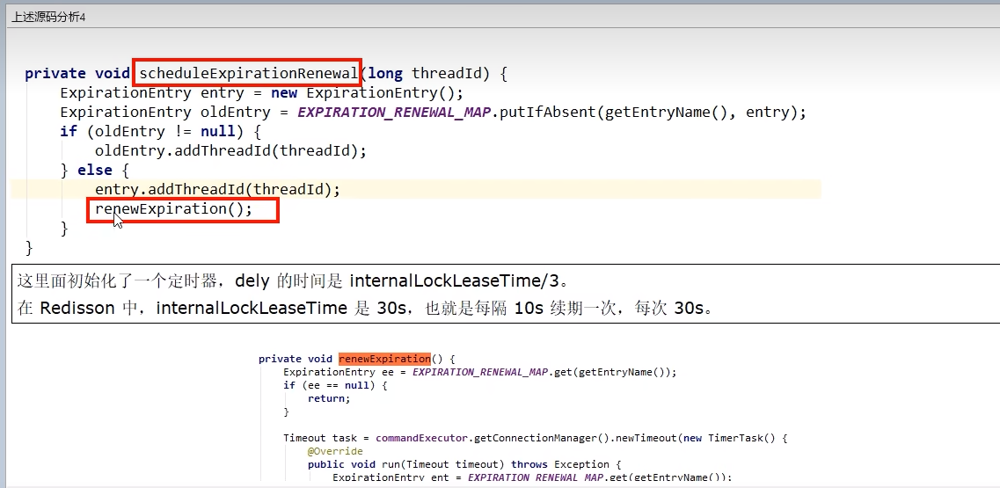 上述源码分析4
private void scheduleExpirationRenewal(long threadId) {
ExpirationEntry entry = new ExpirationEntry();
ExpirationEntry oldEntry = EXPIRATION_RENEWAL_MAP.putIfAbsent(getEntryName(), entry);
if (oldEntry != null) {
oldEntry.addThreadId(threadId);
} else {
entry.addThreadId(threadId);
renewExpiration();
}
}
这里面初始化了一个定时器，dely 的时间是 internalLockLeaseTime/3。
在 Redisson 中，internalLockLeaseTime 是 30s，也就是每隔 10s 续期一次，每次 30s。
private void renewExpiration() {
ExpirationEntry ee = EXPIRATION_RENEWAL_MAP.get(getEntryName());
if (ee == null) {
return;
}
Timeout task = commandExecutor.getConnectionManager().newTimeout(new TimerTask() {
@Override
public void run(Timeout timeout) throws Exception {
ExpirationEntry ent = EXPIRATION_RENEWAL_MAP.get(getEntryName());